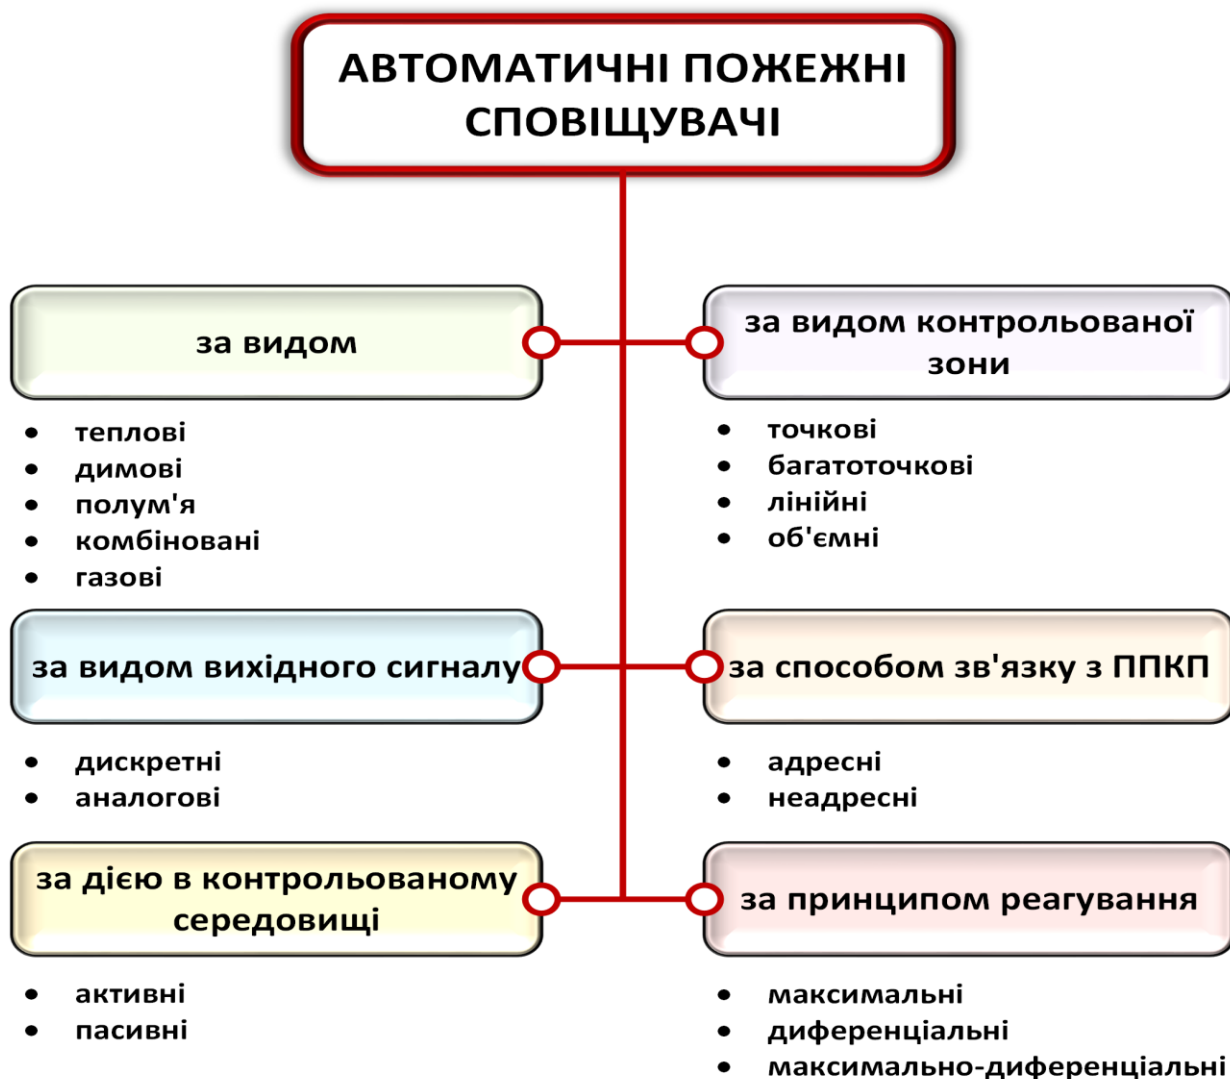 АВТОМАТИЧНІ ПОЖЕЖНІ
СПОВІЩУВАЧІ
за видом
• теплові
• димові
• полум'я
• комбіновані
• газові
за видом контрольованої
зони
• точкові
• багатоточкові
• лінійні
• об'ємні
за видом вихідного сигналу
• дискретні
• аналогові
за способом зв'язку з ППКП
• адресні
• неадресні
за дією в контрольованому
середовищі
• активні
• пасивні
за принципом реагування
• максимальні
• диференціальні
• максимально-диференціальні